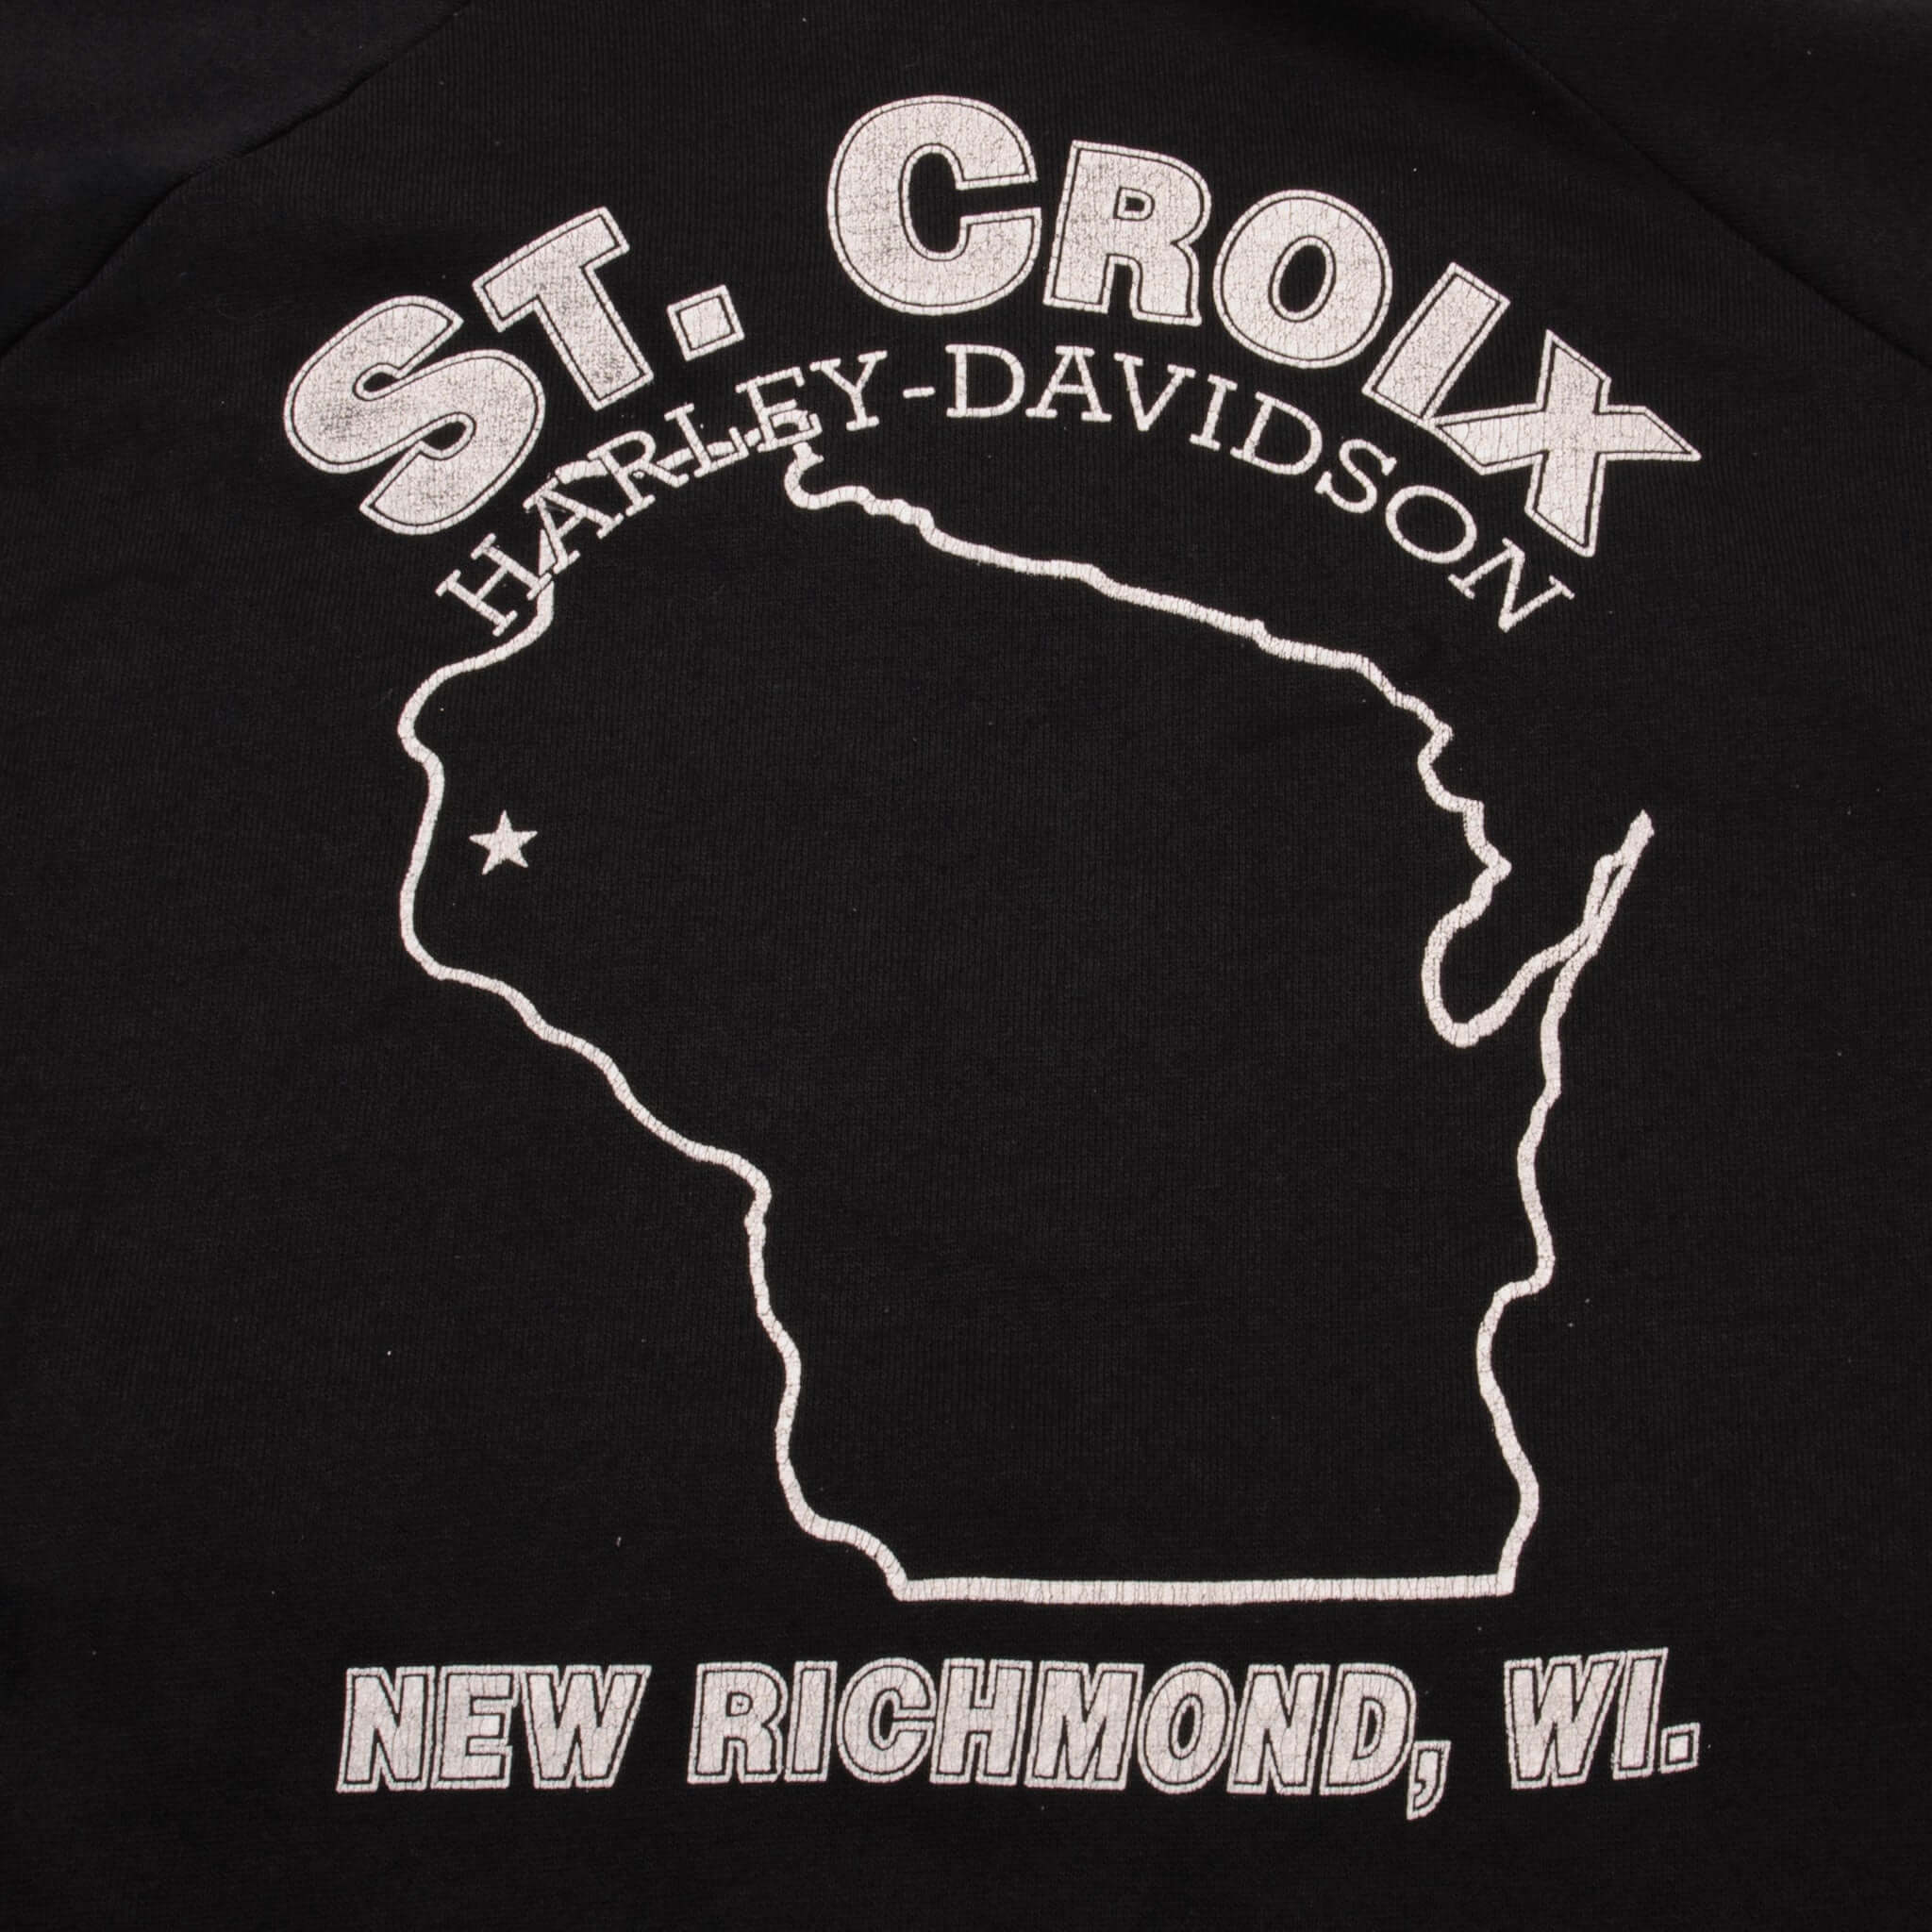 ST. CROIX
HARLEY-DAVIDSON
NEW RICHMOND, WI.